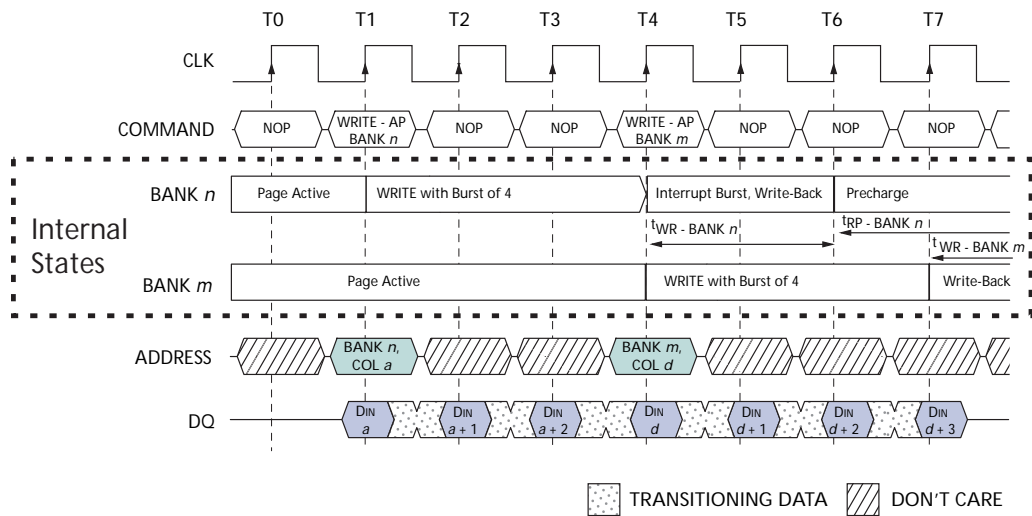 T0 T1 T2 T3 T4 T5 T6 T7
CLK
COMMAND NOP WRITE - AP BANK n NOP NOP WRITE - AP BANK m NOP NOP NOP
Internal States
BANK n Page Active WRITE with Burst of 4 Interrupt Burst, Write-Back Precharge
tWR - BANK n tRP - BANK n
tWR - BANK m
BANK m Page Active WRITE with Burst of 4 Write-Back
ADDRESS BANK n, COL a BANK m, COL d
DQ DIN a DIN a + 1 DIN a + 2 DIN d DIN d + 1 DIN d + 2 DIN d + 3
TRANSITIONING DATA DON'T CARE